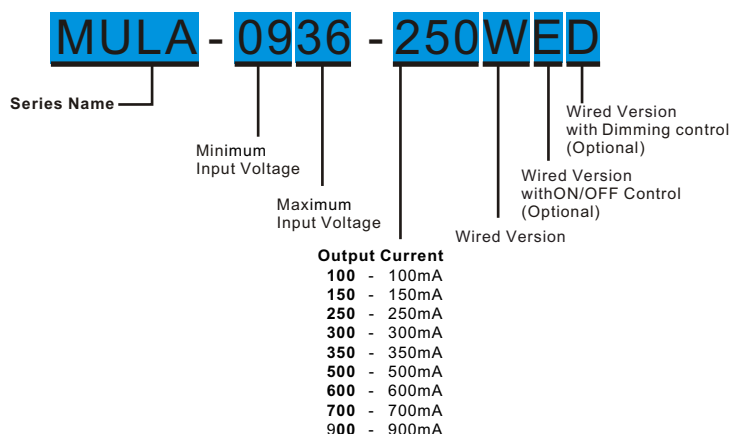 MULA - 0936 - 250WED
Series Name
Minimum
Input Voltage
Maximum
Input Voltage
Wired Version
with Dimming control
(Optional)
Wired Version
withON/OFF Control
(Optional)
Wired Version
Output Current
100 - 100mA
150 - 150mA
250 - 250mA
300 - 300mA
350 - 350mA
500 - 500mA
600 - 600mA
700 - 700mA
900 - 900mA